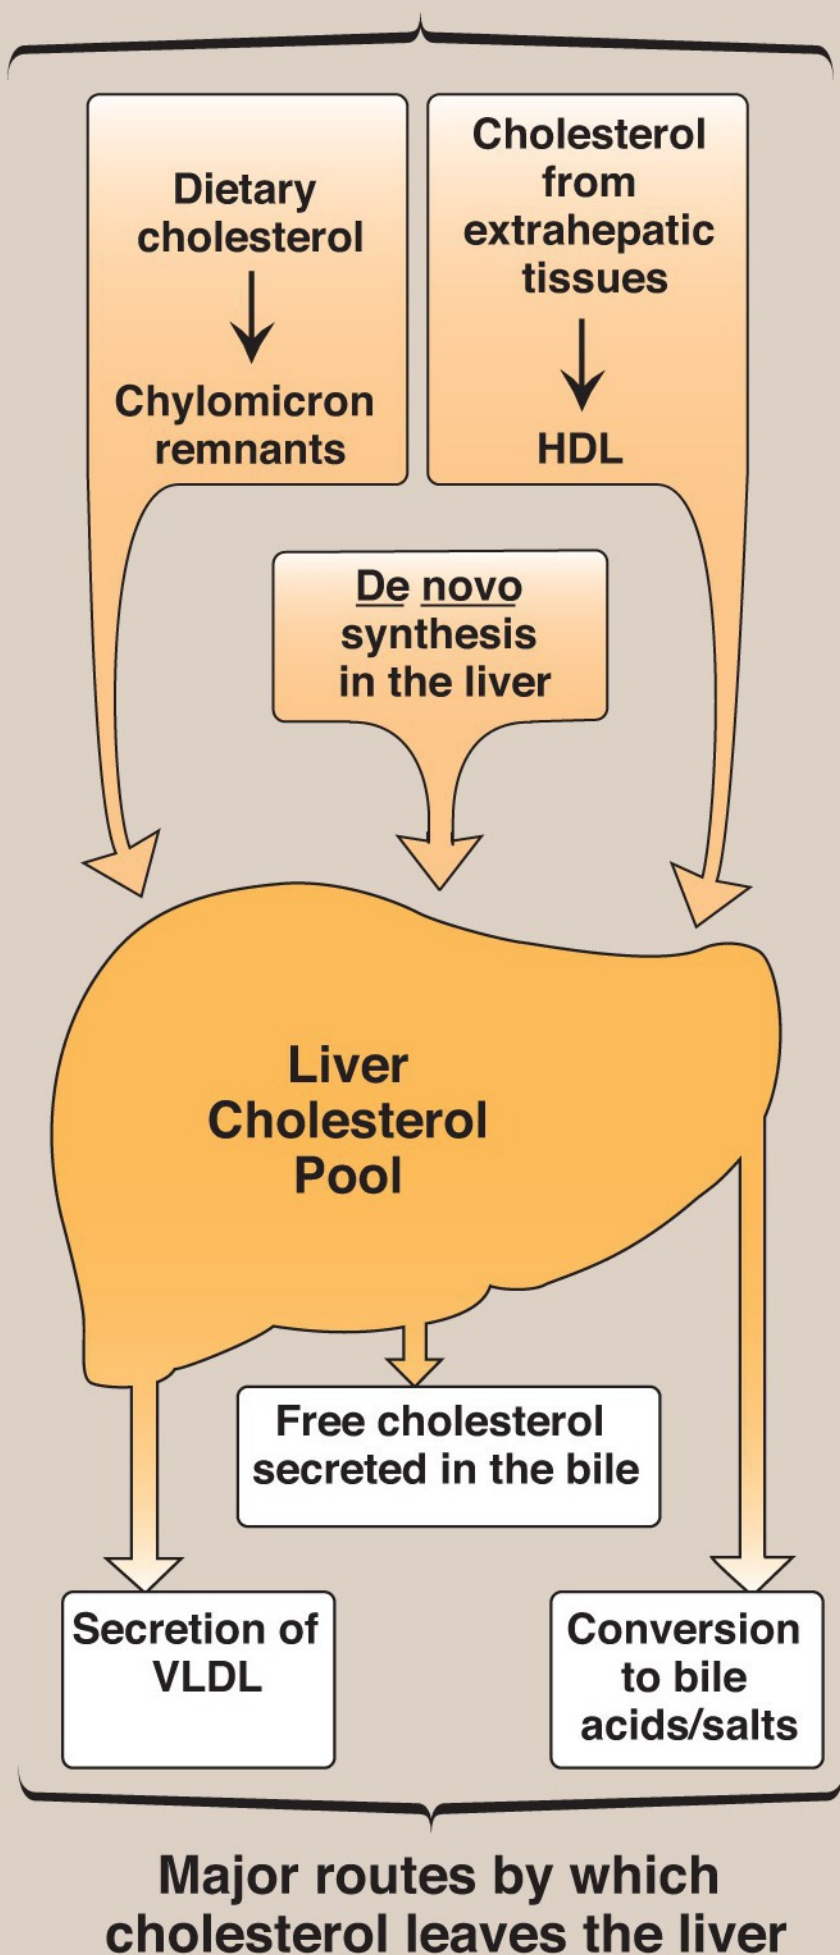 Dietary
cholesterol
Chylomicron
remnants
Cholesterol
from
extrahepatic
tissues
HDL
De novo
synthesis
in the liver
Liver
Cholesterol
Pool
Free cholesterol
secreted in the bile
Secretion of
VLDL
Conversion
to bile
acids/salts
Major routes by which
cholesterol leaves the liver